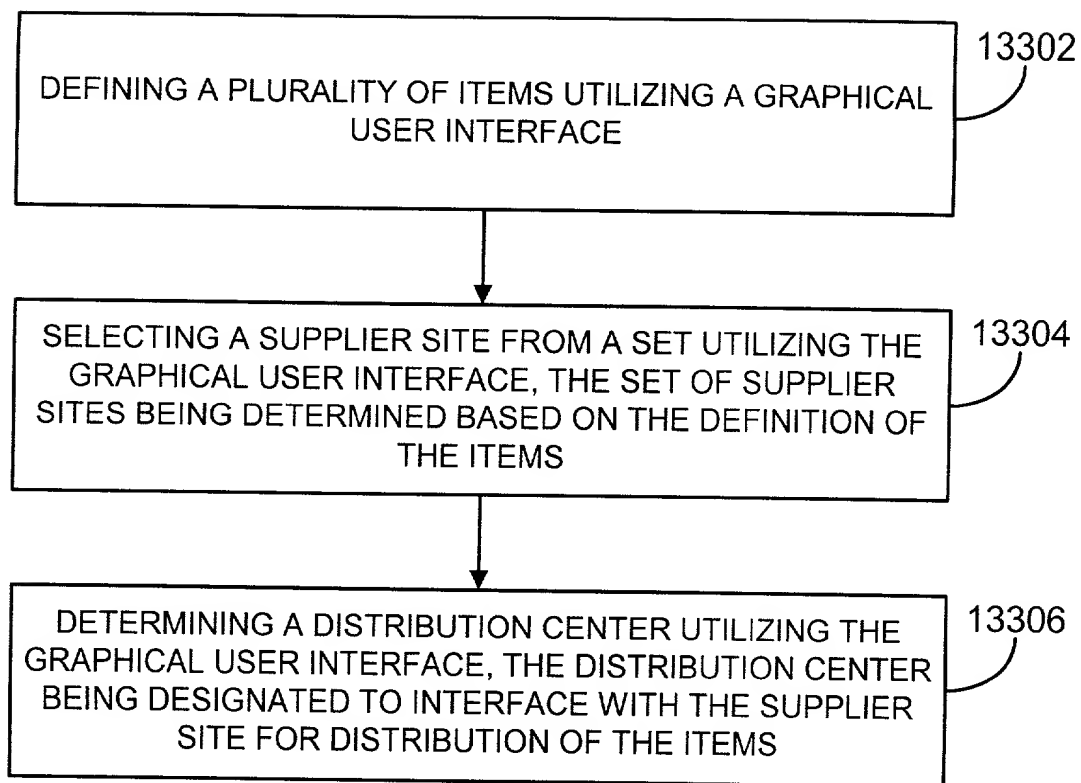 13302
DEFINING A PLURALITY OF ITEMS UTILIZING A GRAPHICAL
USER INTERFACE
13304
SELECTING A SUPPLIER SITE FROM A SET UTILIZING THE
GRAPHICAL USER INTERFACE, THE SET OF SUPPLIER
SITES BEING DETERMINED BASED ON THE DEFINITION OF
THE ITEMS
13306
DETERMINING A DISTRIBUTION CENTER UTILIZING THE
GRAPHICAL USER INTERFACE, THE DISTRIBUTION CENTER
BEING DESIGNATED TO INTERFACE WITH THE SUPPLIER
SITE FOR DISTRIBUTION OF THE ITEMS